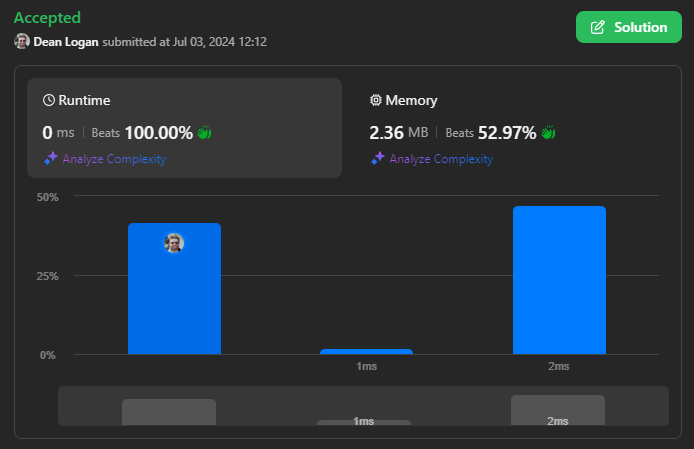 Accepted
Dean Logan submitted at Jul 03, 2024 12:12
Solution
Runtime
0 ms Beats 100.00%
Analyze Complexity
Memory
2.36 MB Beats 52.97%
Analyze Complexity
50%
25%
0%
1ms 2ms
1ms 2ms